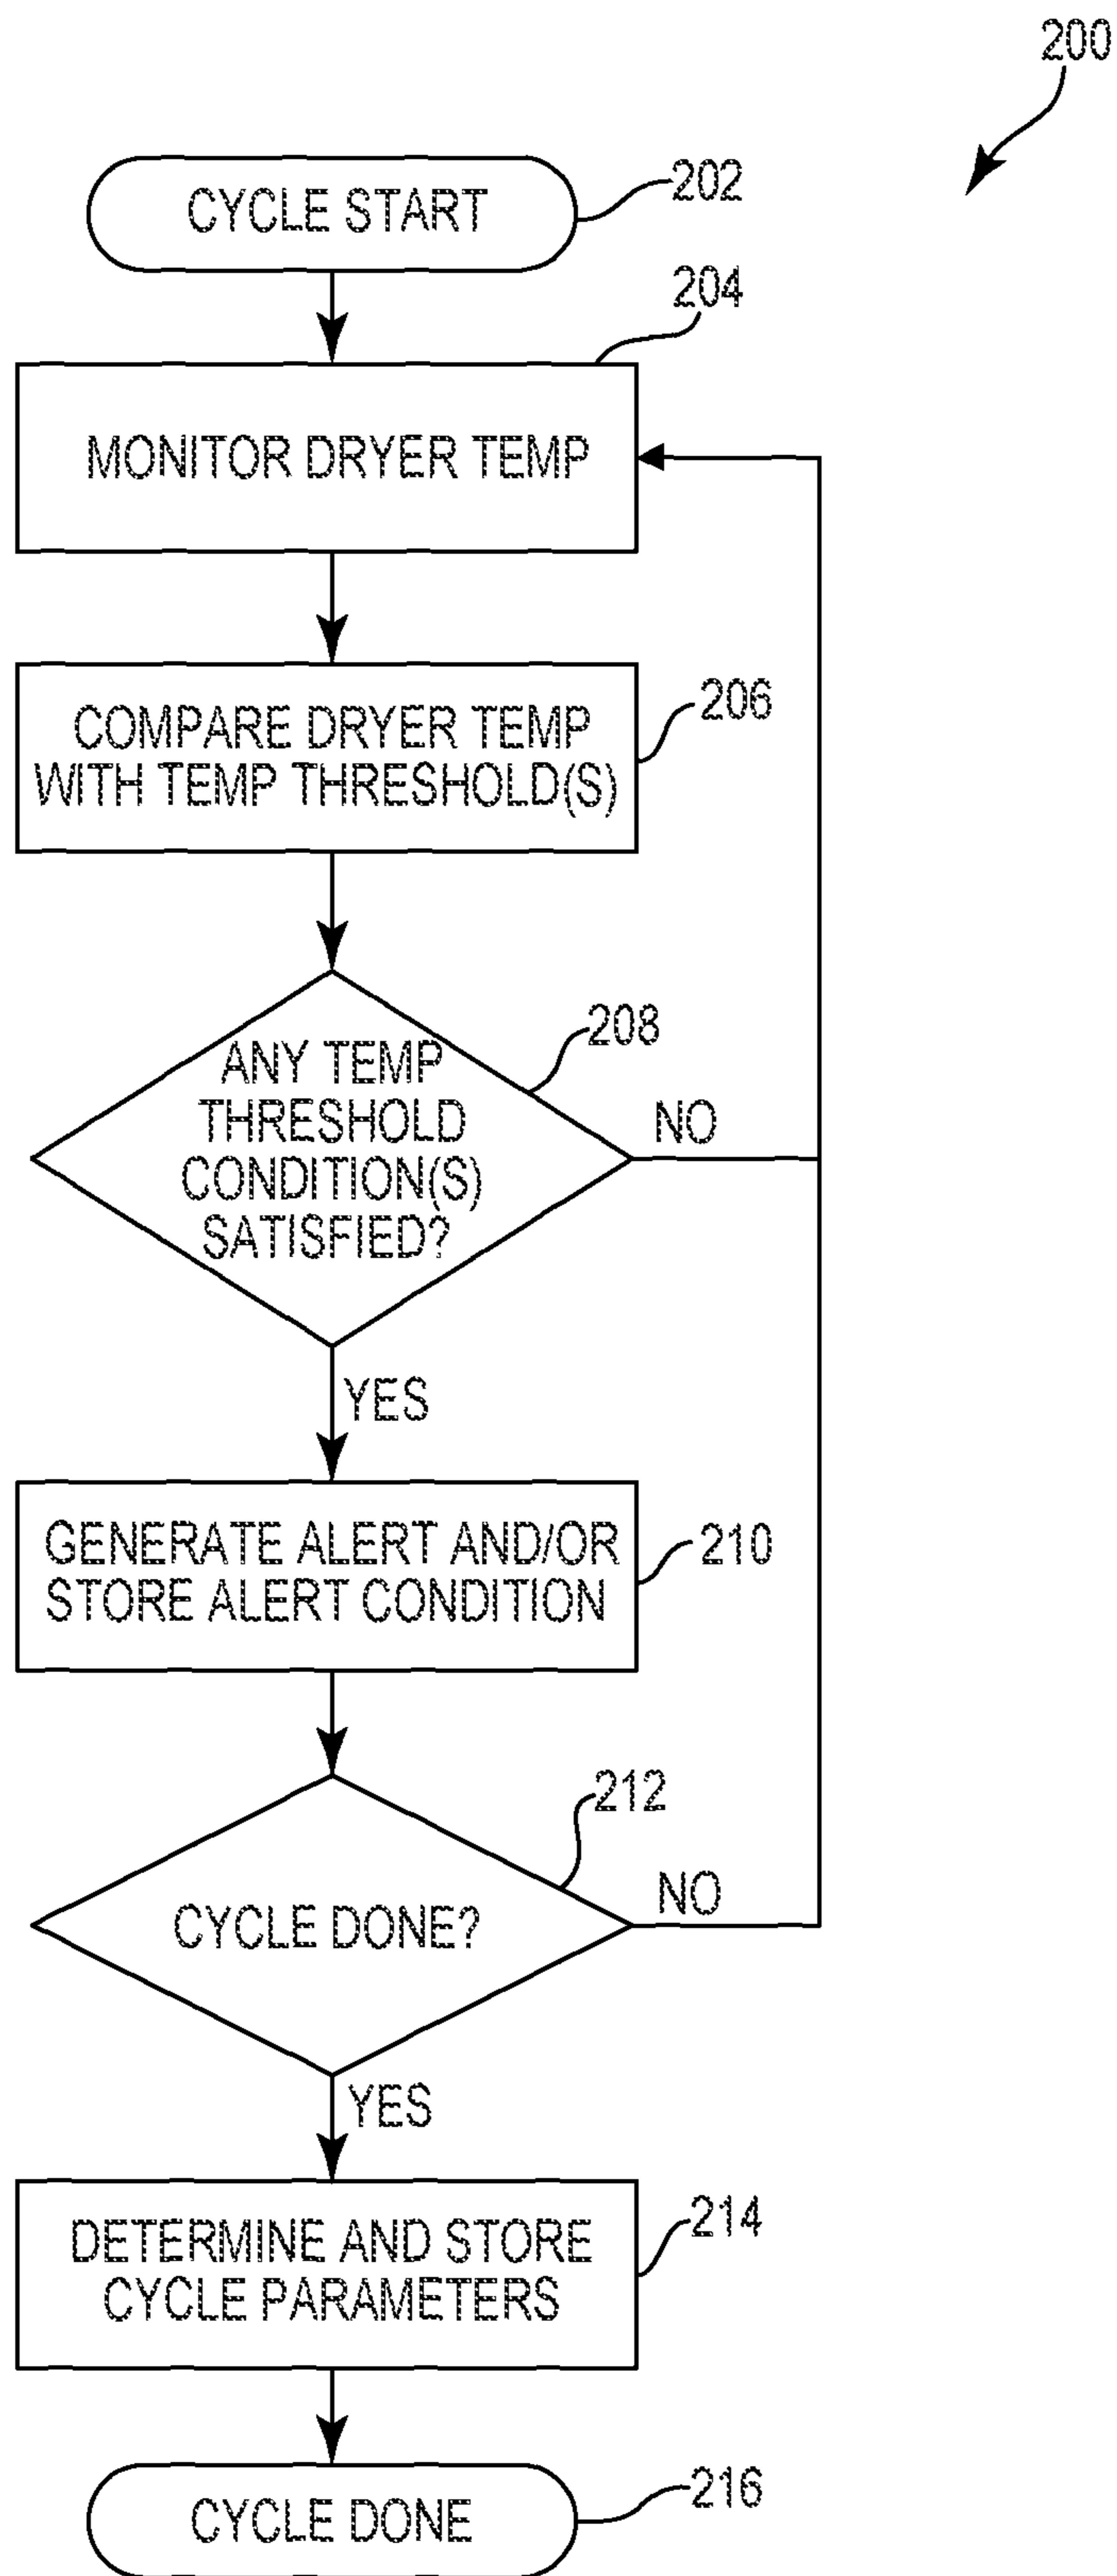 200
CYCLE START
202
204
MONITOR DRYER TEMP
COMPARE DRYER TEMP
WITH TEMP THRESHOLD(S)
206
208
ANY TEMP
THRESHOLD
CONDITION(S)
SATISFIED?
NO
YES
GENERATE ALERT AND/OR
STORE ALERT CONDITION
210
212
CYCLE DONE?
NO
YES
DETERMINE AND STORE
CYCLE PARAMETERS
214
CYCLE DONE
216